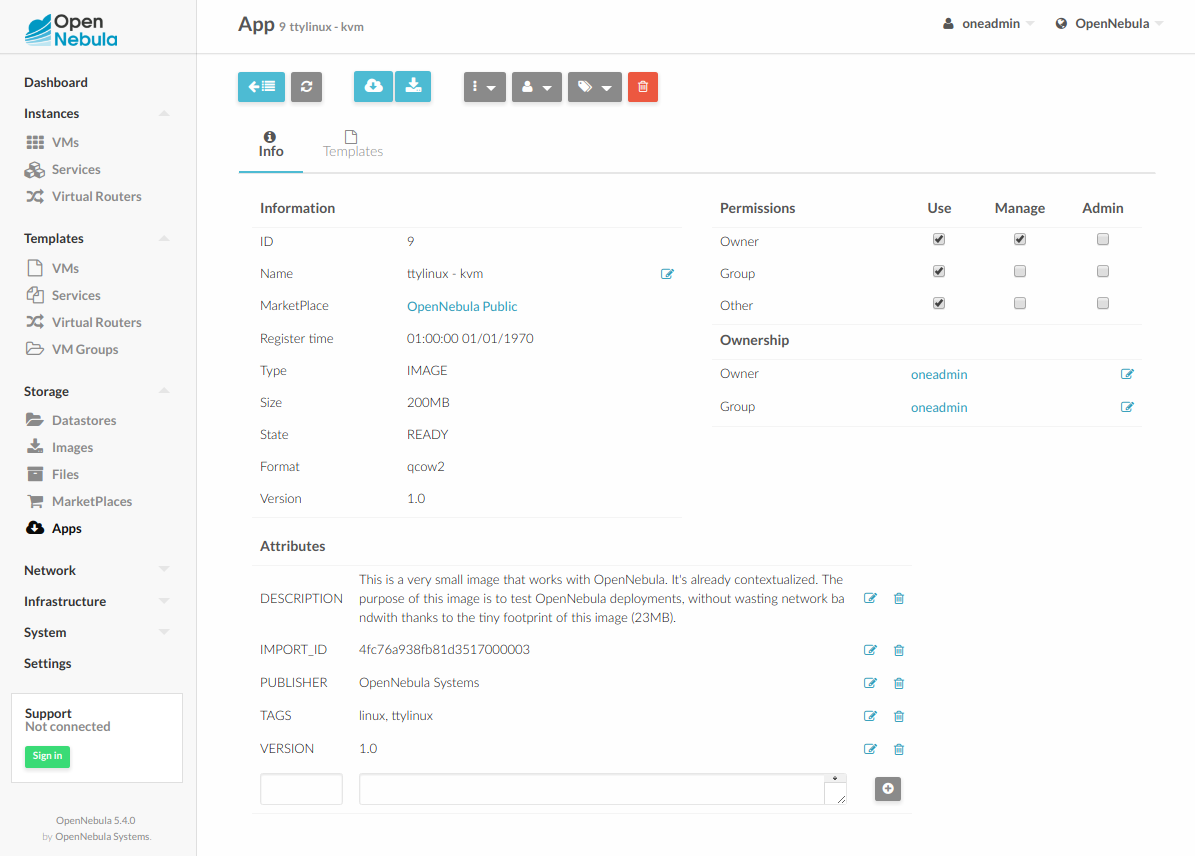 Open
Nebula
App 9 ttylinux - kvm
oneadmin
OpenNebula
Dashboard
Instances
VMs
Services
Virtual Routers
Templates
VMs
Services
Virtual Routers
VM Groups
Storage
Datastores
Images
Files
MarketPlaces
Apps
Network
Infrastructure
System
Settings
Support
Not connected
Sign in
OpenNebula 5.4.0
by OpenNebula Systems.
Info
Templates
Information
ID 9
Name ttylinux - kvm
MarketPlace OpenNebula Public
Register time 01:00:00 01/01/1970
Type IMAGE
Size 200MB
State READY
Format qcow2
Version 1.0
Permissions Use Manage Admin
Owner
Group
Other
Ownership
Owner oneadmin
Group oneadmin
Attributes
DESCRIPTION This is a very small image that works with OpenNebula. It's already contextualized. The
purpose of this image is to test OpenNebula deployments, without wasting network ba
ndwith thanks to the tiny footprint of this image (23MB).
IMPORT_ID 4fc76a938fb81d3517000003
PUBLISHER OpenNebula Systems
TAGS linux, ttylinux
VERSION 1.0